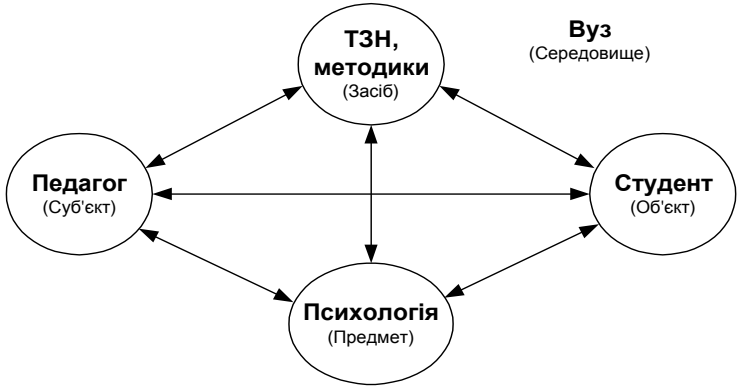 ТЗН,
методики
(Засіб)
Вуз
(Середовище)
Педагог
(Суб'єкт)
Студент
(Об'єкт)
Психологія
(Предмет)